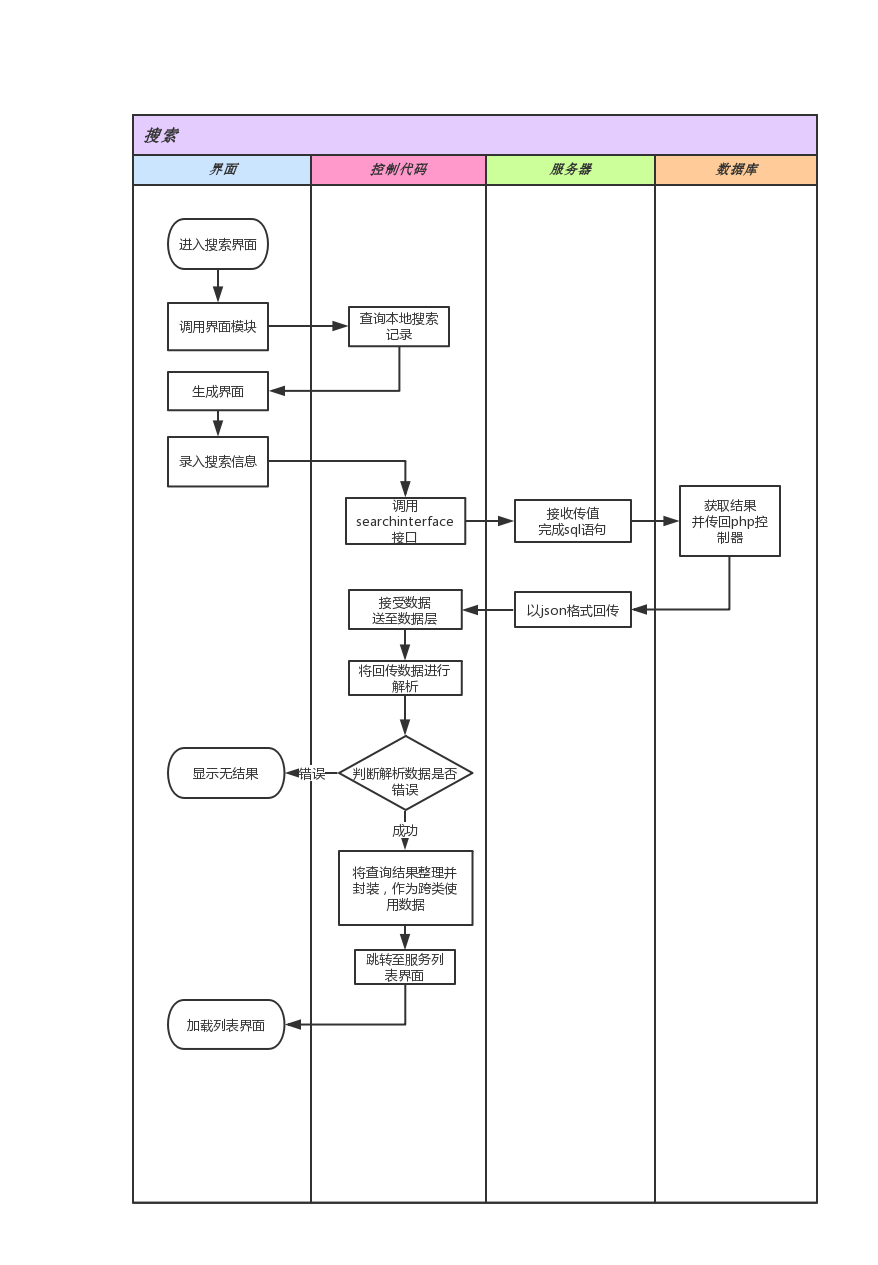 搜索
界面
控制代码
服务器
数据库
进入搜索界面
调用界面模块
查询本地搜索
记录
生成界面
录入搜索信息
调用
searchinterface
接口
接收传值
完成sql语句
获取结果
并传回php控
制器
接受数据
送至数据层
以json格式回传
将回传数据进行
解析
显示无结果
错误
判断解析数据是否
错误
成功
将查询结果整理并
封装，作为跨类使
用数据
跳转至服务列
表界面
加载列表界面